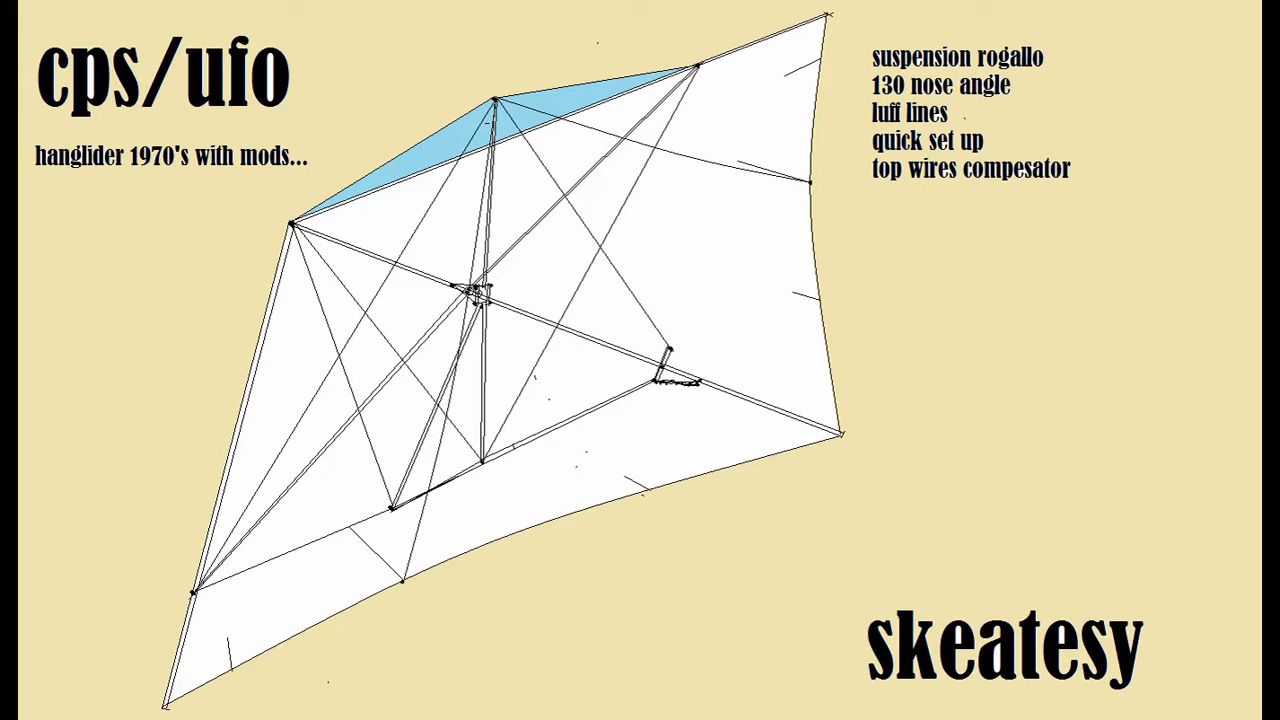 cps/ufo
hanglider 1970's with mods...
suspension rogallo
130 nose angle
luff lines
quick set up
top wires compesator
skeatesy